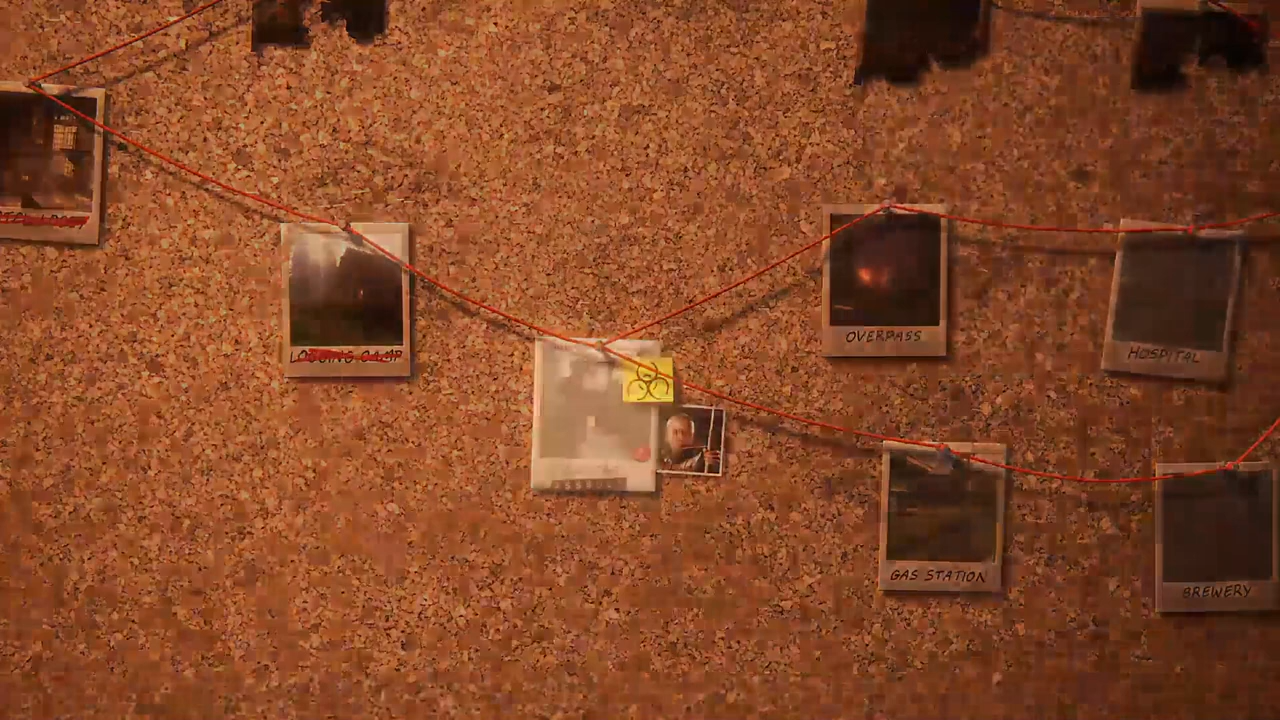 LOGGING CAMP
OVERPASS
HOSPITAL
GAS STATION
BREWERY